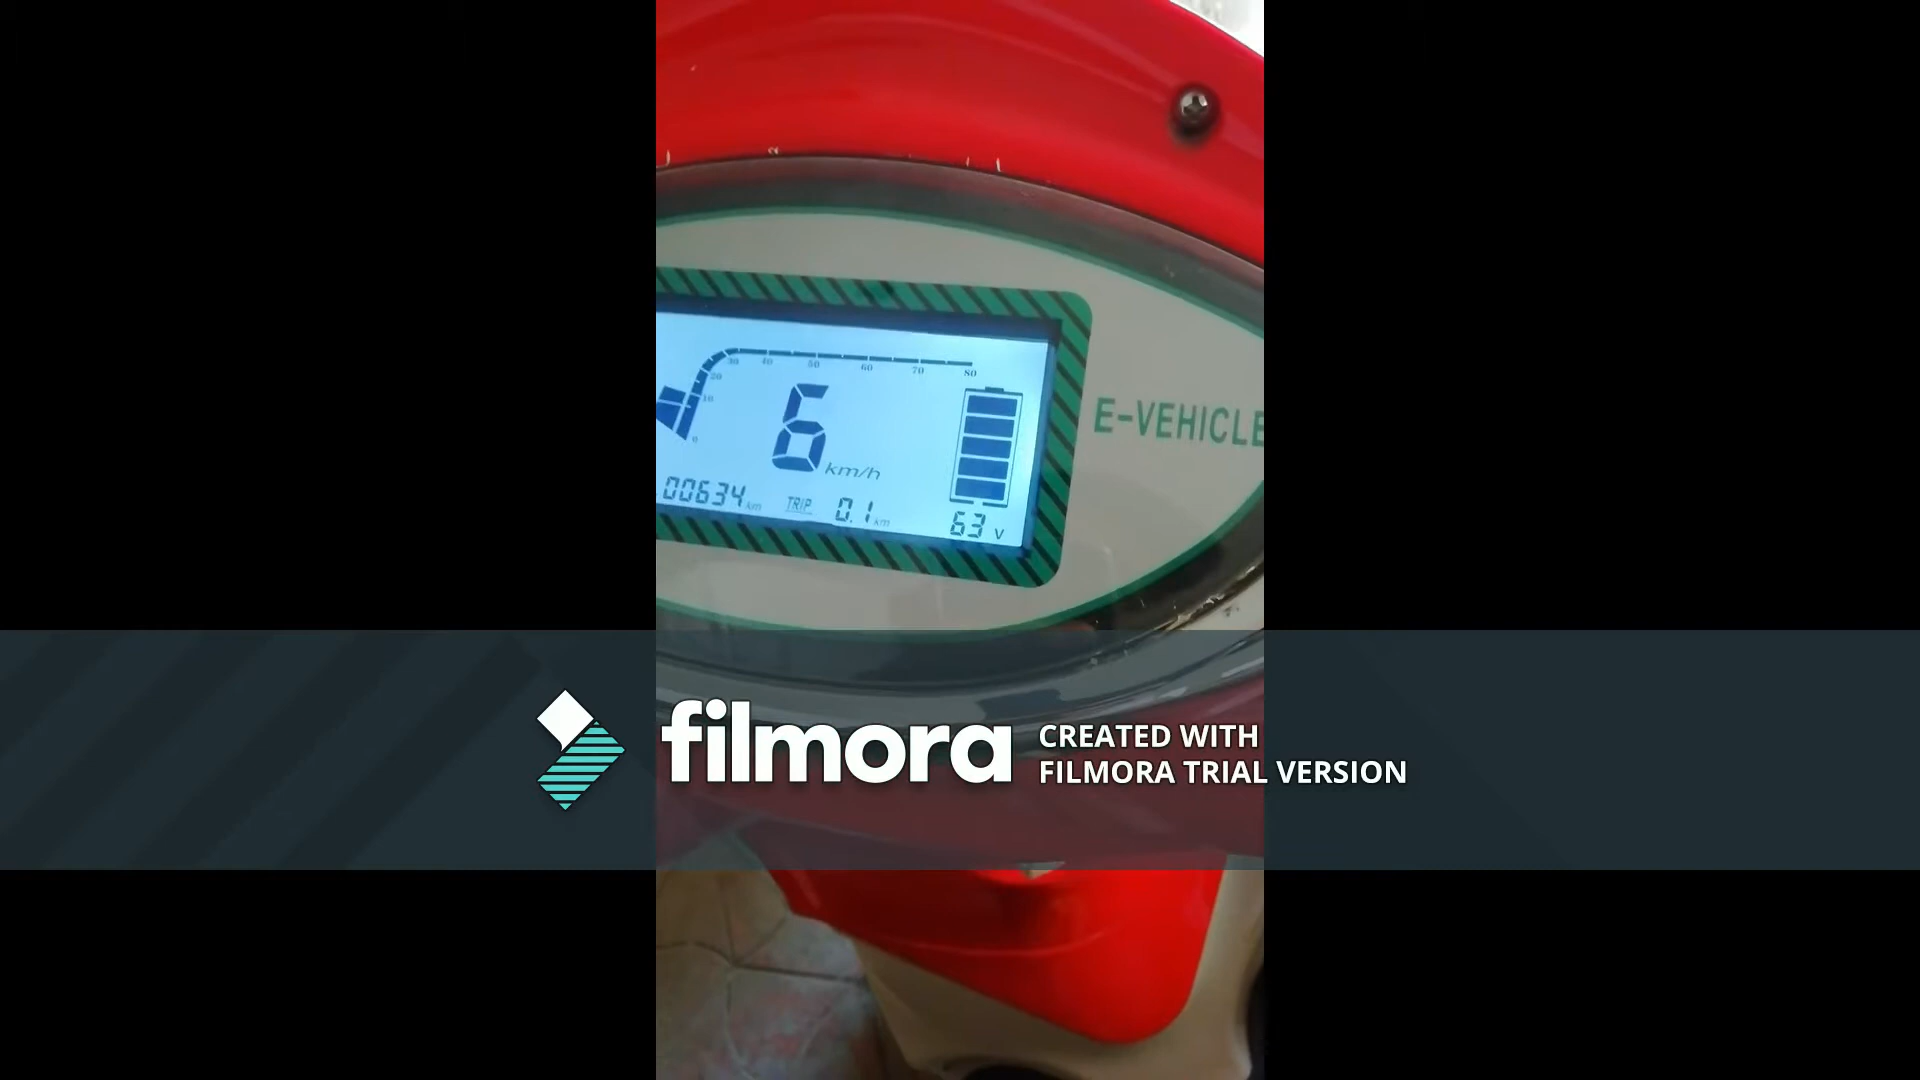 30 40 50 60 70 80
20
10
0
6 km/h
00634 km TRIP 0.1 km 63 v
E-VEHICLE
filmora CREATED WITH
FILMORA TRIAL VERSION